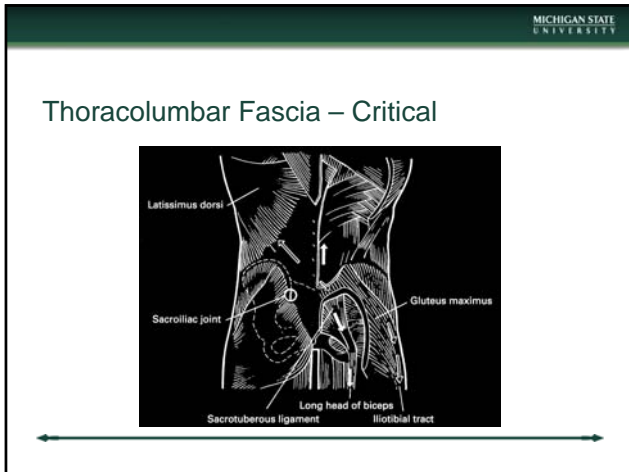 MICHIGAN STATE
UNIVERSITY
Thoracolumbar Fascia – Critical
Latissimus dorsi
Gluteus maximus
Sacroiliac joint
Long head of biceps
Sacrotuberous ligament
Iliotibial tract